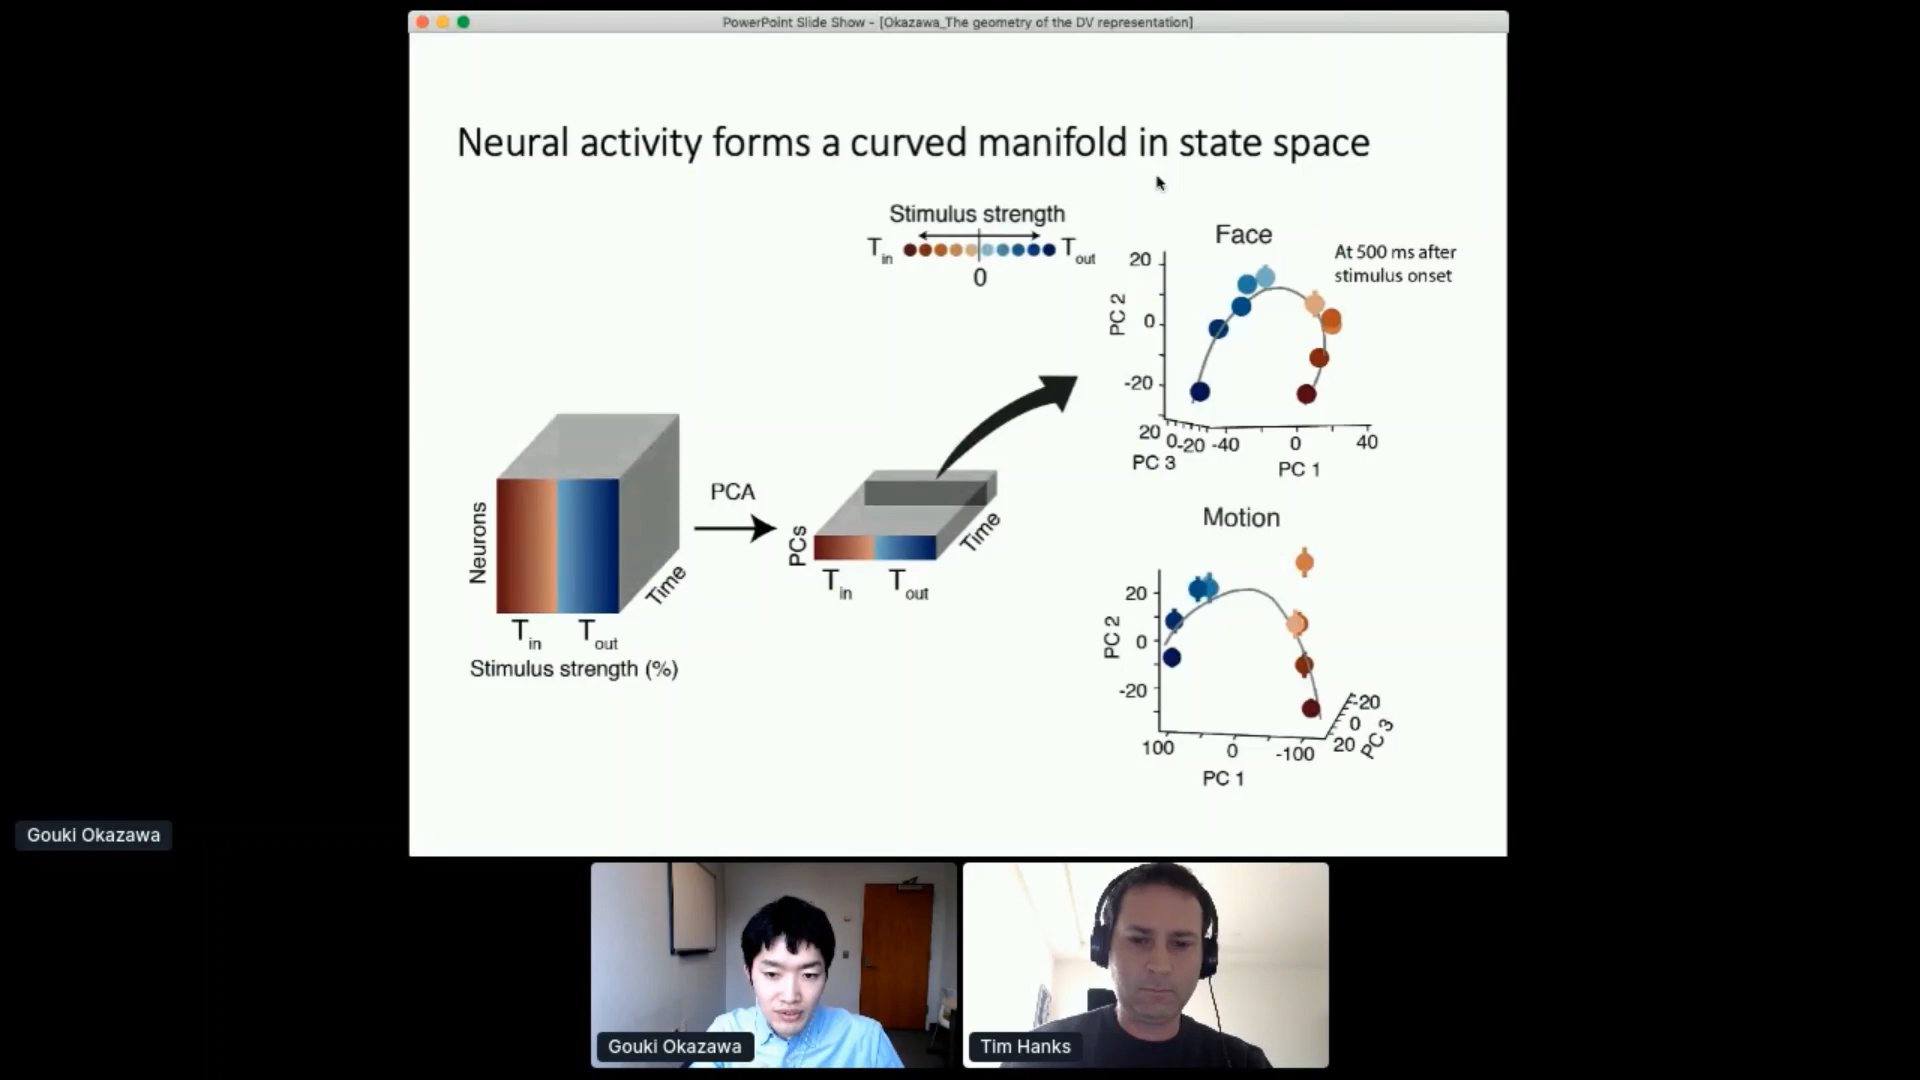 PowerPoint Slide Show - [Okazawa_The geometry of the DV representation]
Neural activity forms a curved manifold in state space
Stimulus strength
Tin
Tout
0
Face
At 500 ms after
stimulus onset
20
0
-20
PC 2
20 0 -20 -40 0 40
PC 3
PC 1
Neurons
Time
Tin Tout
Stimulus strength (%)
PCA
PCs
Time
Tin Tout
Motion
20
0
-20
PC 2
100 0 -100
PC 1
-20
0
20
PC 3
Gouki Okazawa
Gouki Okazawa
Tim Hanks